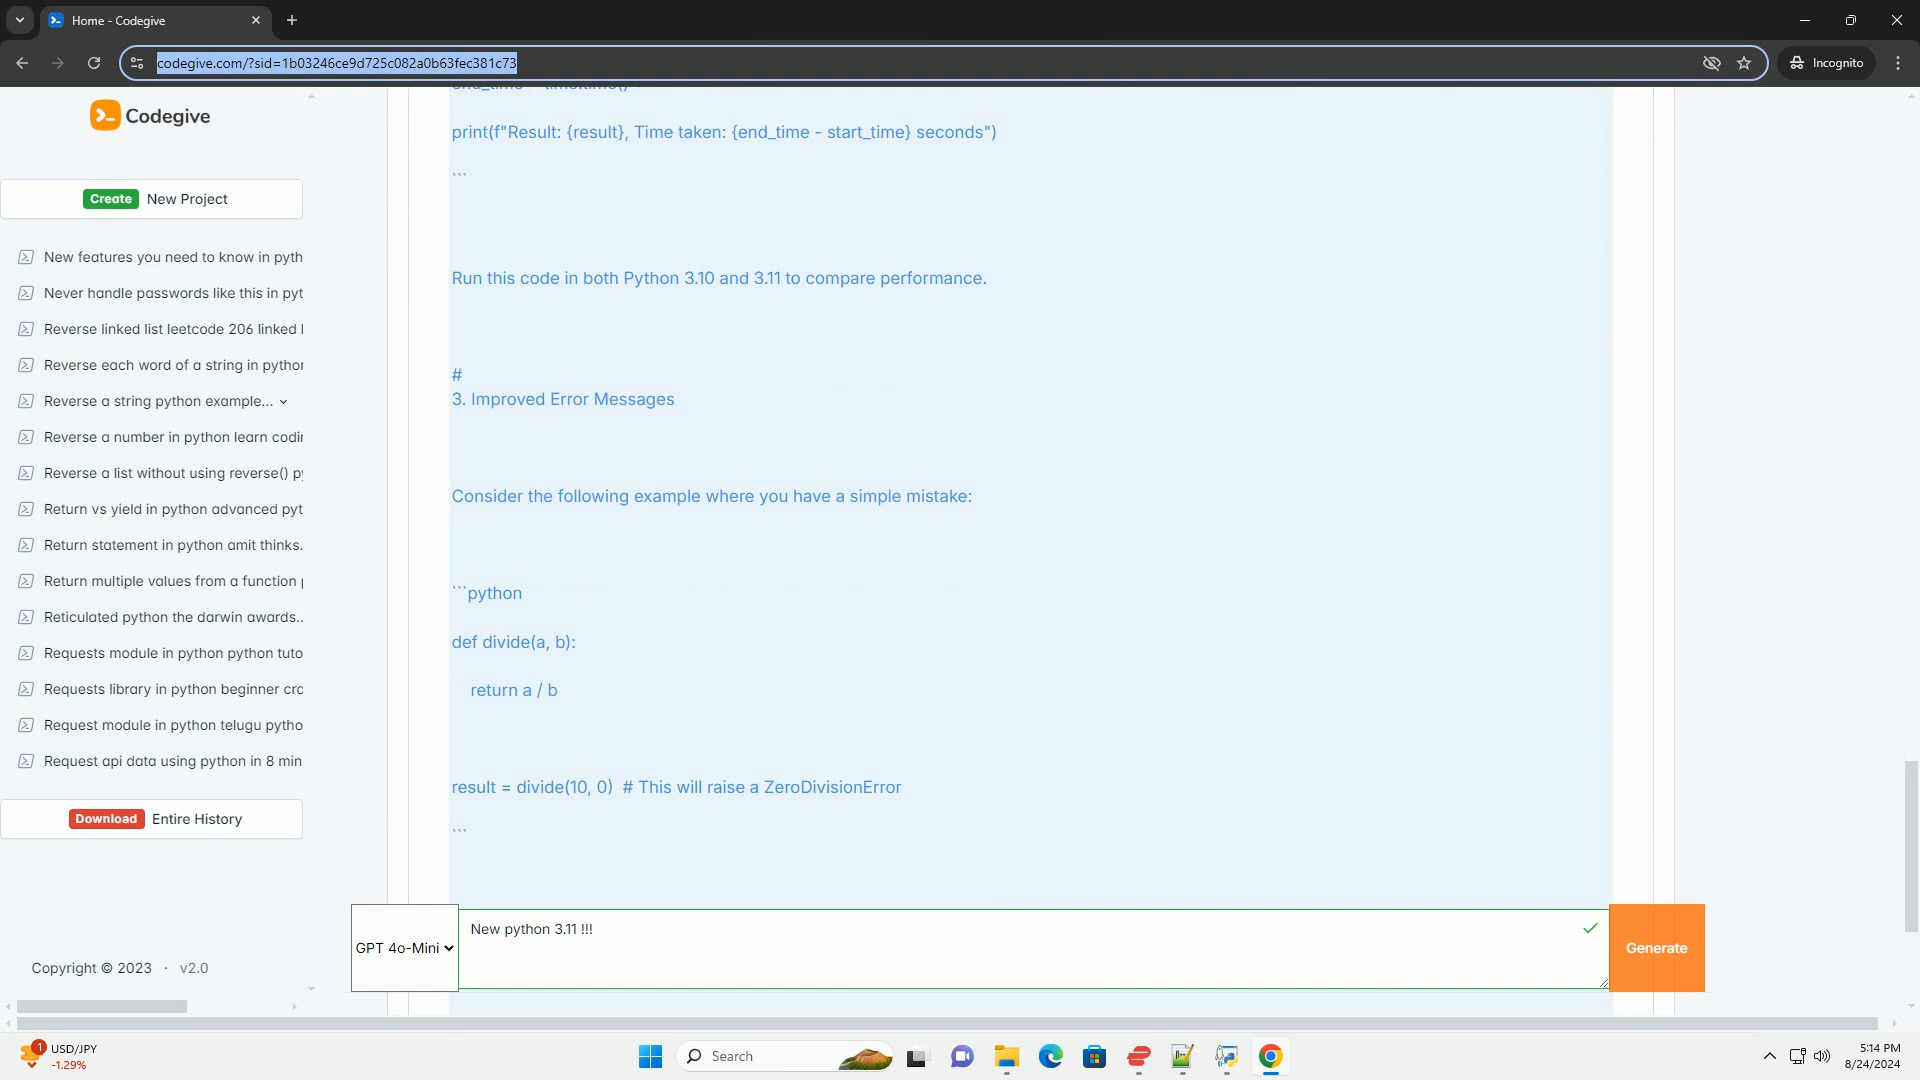 Home - Codegive
codegive.com/?sid=1b03246ce9d725c082a0b63fec381c73
Incognito
Codegive
Create New Project
New features you need to know in pyth
Never handle passwords like this in pyt
Reverse linked list leetcode 206 linked l
Reverse each word of a string in python
Reverse a string python example...
Reverse a number in python learn codin
Reverse a list without using reverse() py
Return vs yield in python advanced pyt
Return statement in python amit thinks.
Return multiple values from a function p
Reticulated python the darwin awards..
Requests module in python python tuto
Requests library in python beginner cra
Request module in python telugu pytho
Request api data using python in 8 min
Download Entire History
Copyright © 2023 · v2.0
end_time = time.time()
print(f"Result: {result}, Time taken: {end_time - start_time} seconds")
```
Run this code in both Python 3.10 and 3.11 to compare performance.
#
3. Improved Error Messages
Consider the following example where you have a simple mistake:
```python
def divide(a, b):
return a / b
result = divide(10, 0) # This will raise a ZeroDivisionError
```
GPT 4o-Mini
New python 3.11 !!!
Generate
1
USD/JPY
-1.29%
Search
5:14 PM
8/24/2024